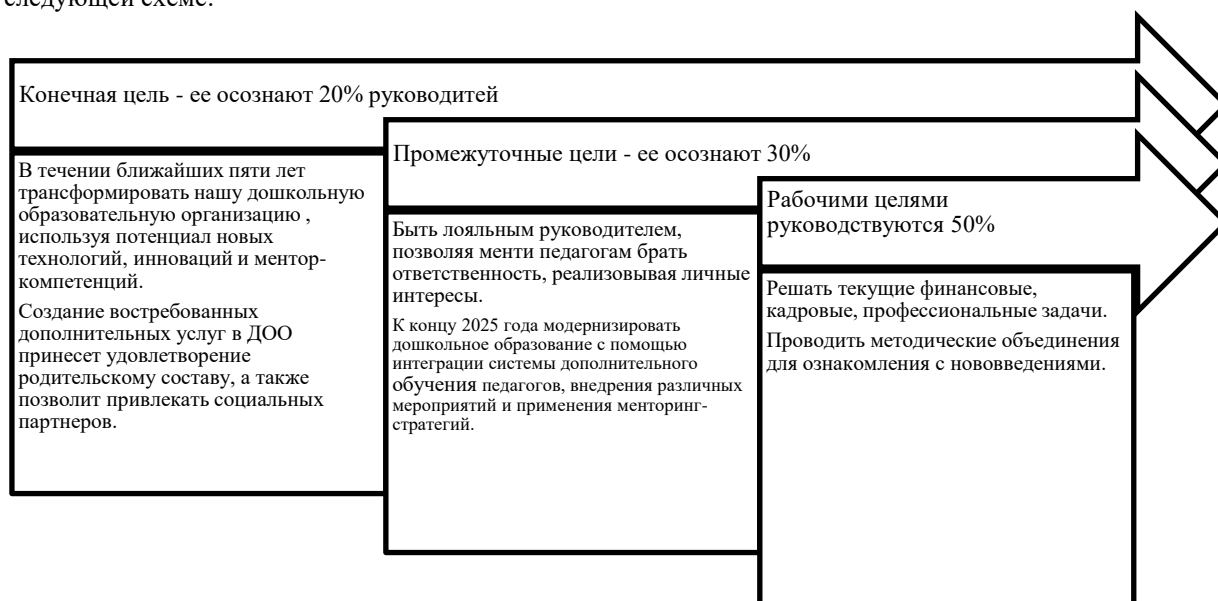 следующей схеме:
Конечная цель - ее осознают 20% руководитей
В течении ближайших пяти лет
трансформировать нашу дошкольную
образовательную организацию ,
используя потенциал новых
технологий, инноваций и ментор-
компетенций.
Создание востребованных
дополнительных услуг в ДОО
принесет удовлетворение
родительскому составу, а также
позволит привлекать социальных
партнеров.
Промежуточные цели - ее осознают 30%
Быть лояльным руководителем,
позволяя менти педагогам брать
ответственность, реализовывая личные
интересы.
К концу 2025 года модернизировать
дошкольное образование с помощью
интеграции системы дополнительного
обучения педагогов, внедрения различных
мероприятий и применения менторинг-
стратегий.
Рабочими целями
руководствуются 50%
Решать текущие финансовые,
кадровые, профессиональные задачи.
Проводить методические объединения
для ознакомления с нововведениями.